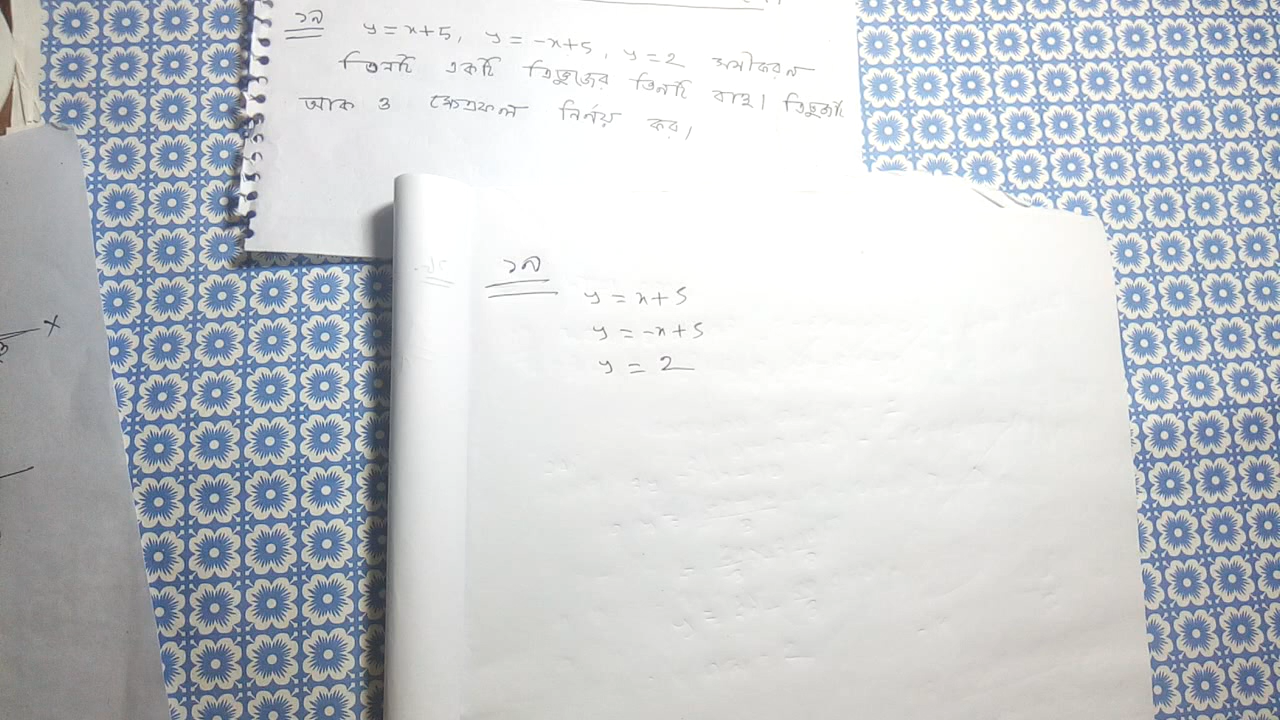 ১৯
y = x+5, y = -x+5, y = 2 সমীকরণ
তিনটি একটি ত্রিভুজের তিনটি বাহু। ত্রিভুজটি
আঁক ও ক্ষেত্রফল নির্ণয় কর।
১৯
y = x+5
y = -x+5
y = 2
x